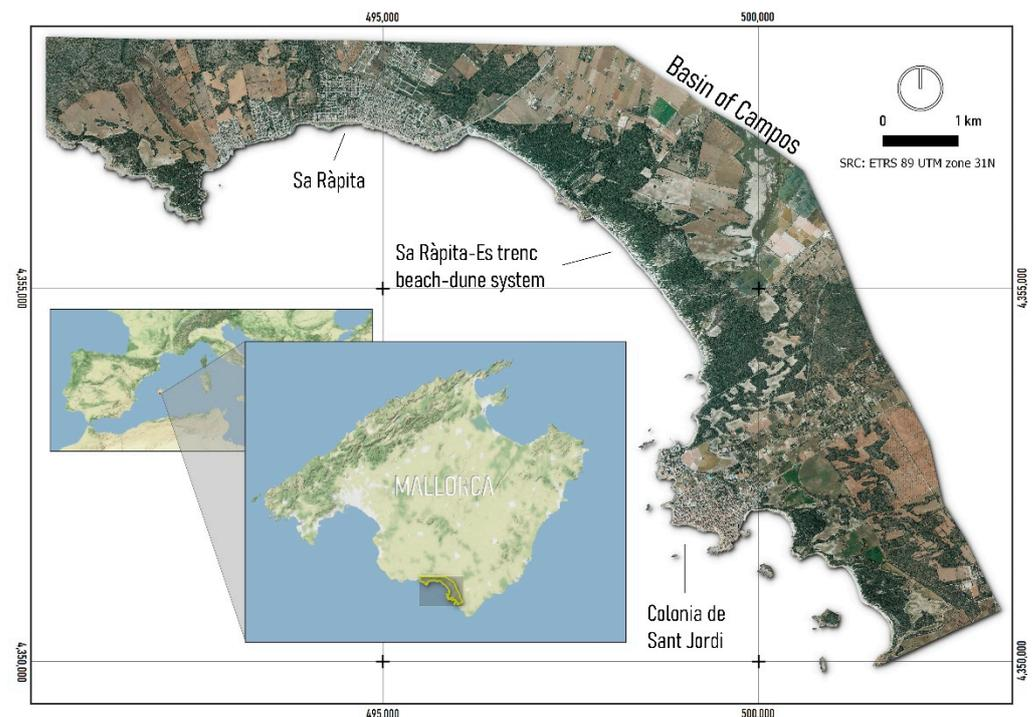 495,000
500,000
Basin of Campos
0
1 km
SRC: ETRS 89 UTM zone 31N
Sa Ràpita
Sa Ràpita-Es trenc
beach-dune system
4,355,000
4,355,000
MALLORCA
Colonia de
Sant Jordi
4,350,000
4,350,000
495,000
500,000